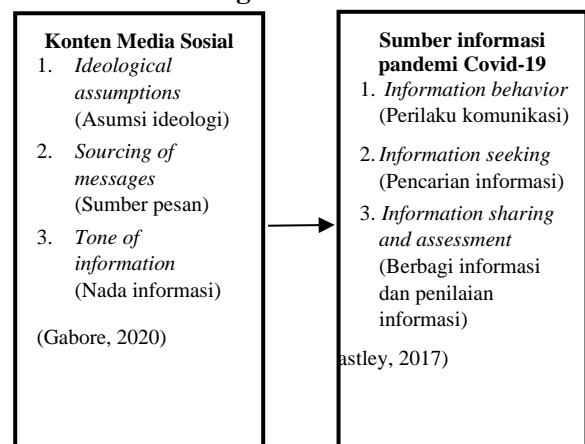 Konten Media Sosial
1. Ideological
assumptions
(Asumsi ideologi)
2. Sourcing of
messages
(Sumber pesan)
3. Tone of
information
(Nada informasi)
(Gabore, 2020)
Sumber informasi
pandemi Covid-19
1. Information behavior
(Perilaku komunikasi)
2. Information seeking
(Pencarian informasi)
3. Information sharing
and assessment
(Berbagi informasi
dan penilaian
informasi)
astley, 2017)